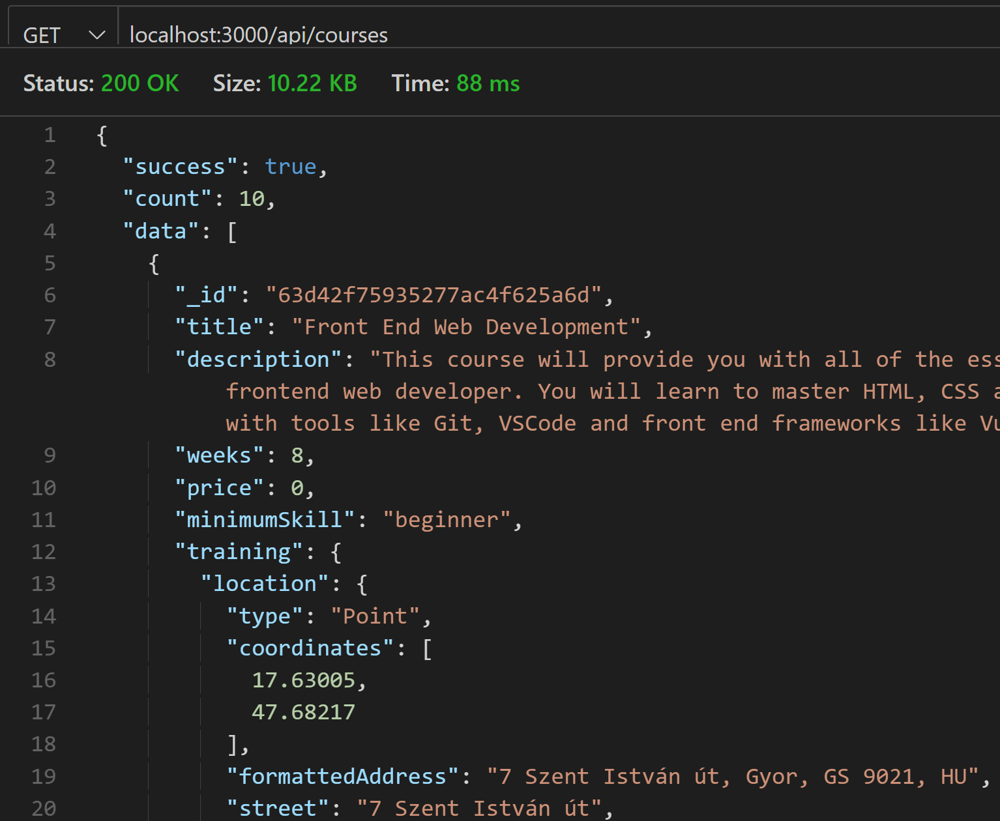 GET localhost:3000/api/courses
Status: 200 OK Size: 10.22 KB Time: 88 ms
1 {
2 "success": true,
3 "count": 10,
4 "data": [
5 {
6 "_id": "63d42f75935277ac4f625a6d",
7 "title": "Front End Web Development",
8 "description": "This course will provide you with all of the
frontend web developer. You will learn to master HTML, CSS
with tools like Git, VSCode and front end frameworks like
9 "weeks": 8,
10 "price": 0,
11 "minimumSkill": "beginner",
12 "training": {
13 "location": {
14 "type": "Point",
15 "coordinates": [
16 17.63005,
17 47.68217
18 ],
19 "formattedAddress": "7 Szent István út, Gyor, GS 9021, HU",
20 "street": "7 Szent István út",